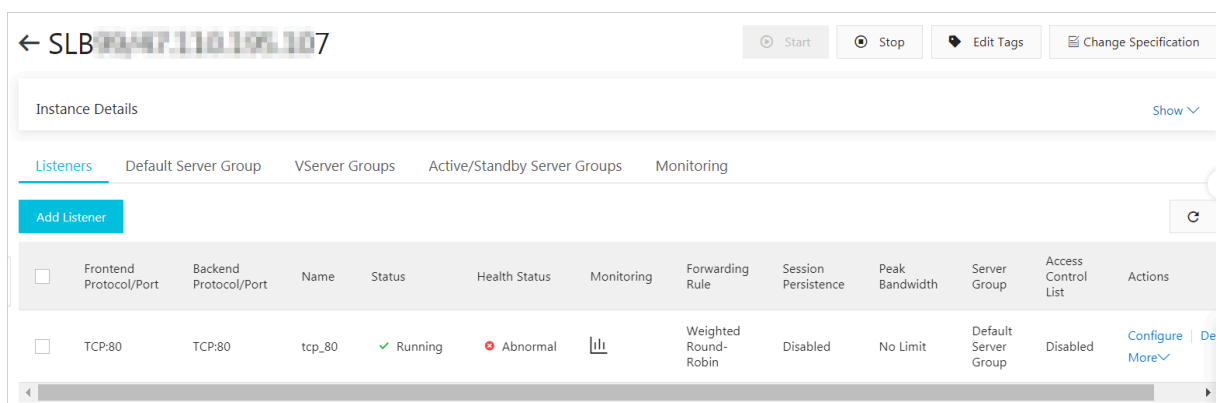 ← SLB 7
Start Stop Edit Tags Change Specification
Instance Details Show
Listeners Default Server Group VServer Groups Active/Standby Server Groups Monitoring
Add Listener
Frontend Protocol/Port Backend Protocol/Port Name Status Health Status Monitoring Forwarding Rule Session Persistence Peak Bandwidth Server Group Access Control List Actions
TCP:80 TCP:80 tcp_80 Running Abnormal Weighted Round-Robin Disabled No Limit Default Server Group Disabled Configure De
More